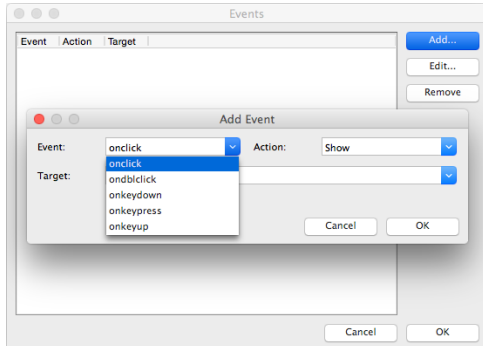 Events
Event Action Target
Add...
Edit...
Remove
Add Event
Event: onclick Action: Show
onclick
Target:
ondblclick
onkeydown
onkeypress
onkeyup
Cancel OK
Cancel OK